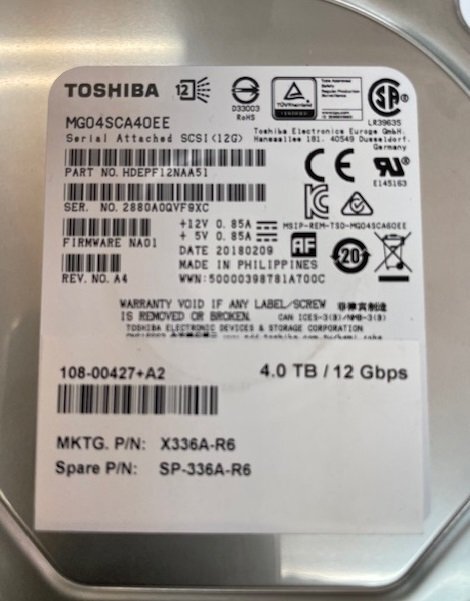 TOSHIBA
12
D33003
RoHS
TÜVRheinland
LR39635
MG04SCA40EE
Serial Attached SCSI(12G)
Toshiba Electronics Europe GmbH
Hansaallee 181, 40549 Dusseldorf,
Germany
E145163
PART NO. HDEPF12NAA51
SER. NO. 2880A0QVF9XC
+12V 0.85A
+ 5V 0.85A
MSIP-REM-TSD-MG04SCA60EE
FIRMWARE NA01
DATE 20180209
MADE IN PHILIPPINES
20
REV. NO. A4
WWN:50000398781AT00C
WARRANTY VOID IF ANY LABEL/SCREW
IS REMOVED OR BROKEN.
CAN ICES-3(B)/NMB-3(B)
TOSHIBA ELECTRONIC DEVICES & STORAGE CORPORATION
108-00427+A2
4.0 TB / 12 Gbps
MKTG. P/N: X336A-R6
Spare P/N: SP-336A-R6